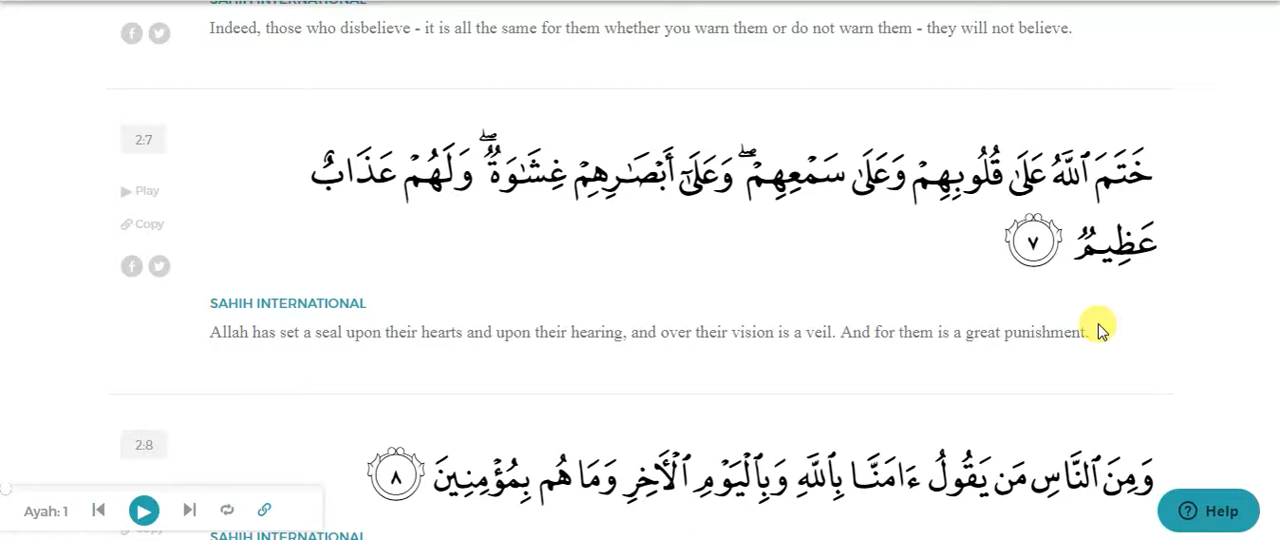 Indeed, those who disbelieve - it is all the same for them whether you warn them or do not warn them - they will not believe.
2:7
خَتَمَ ٱللَّهُ عَلَىٰ قُلُوبِهِمْ وَعَلَىٰ سَمْعِهِمْ ۖ وَعَلَىٰٓ أَبْصَـٰرِهِمْ غِشَـٰوَةٌ ۖ وَلَهُمْ عَذَابٌ
عَظِيمٌ ٧
Play
Copy
SAHIH INTERNATIONAL
Allah has set a seal upon their hearts and upon their hearing, and over their vision is a veil. And for them is a great punishment.
2:8
وَمِنَ ٱلنَّاسِ مَن يَقُولُ ءَامَنَّا بِٱللَّهِ وَبِٱلْيَوْمِ ٱلْـَٔاخِرِ وَمَا هُم بِمُؤْمِنِينَ ٨
Ayah: 1
Help
SAHIH INTERNATIONAL